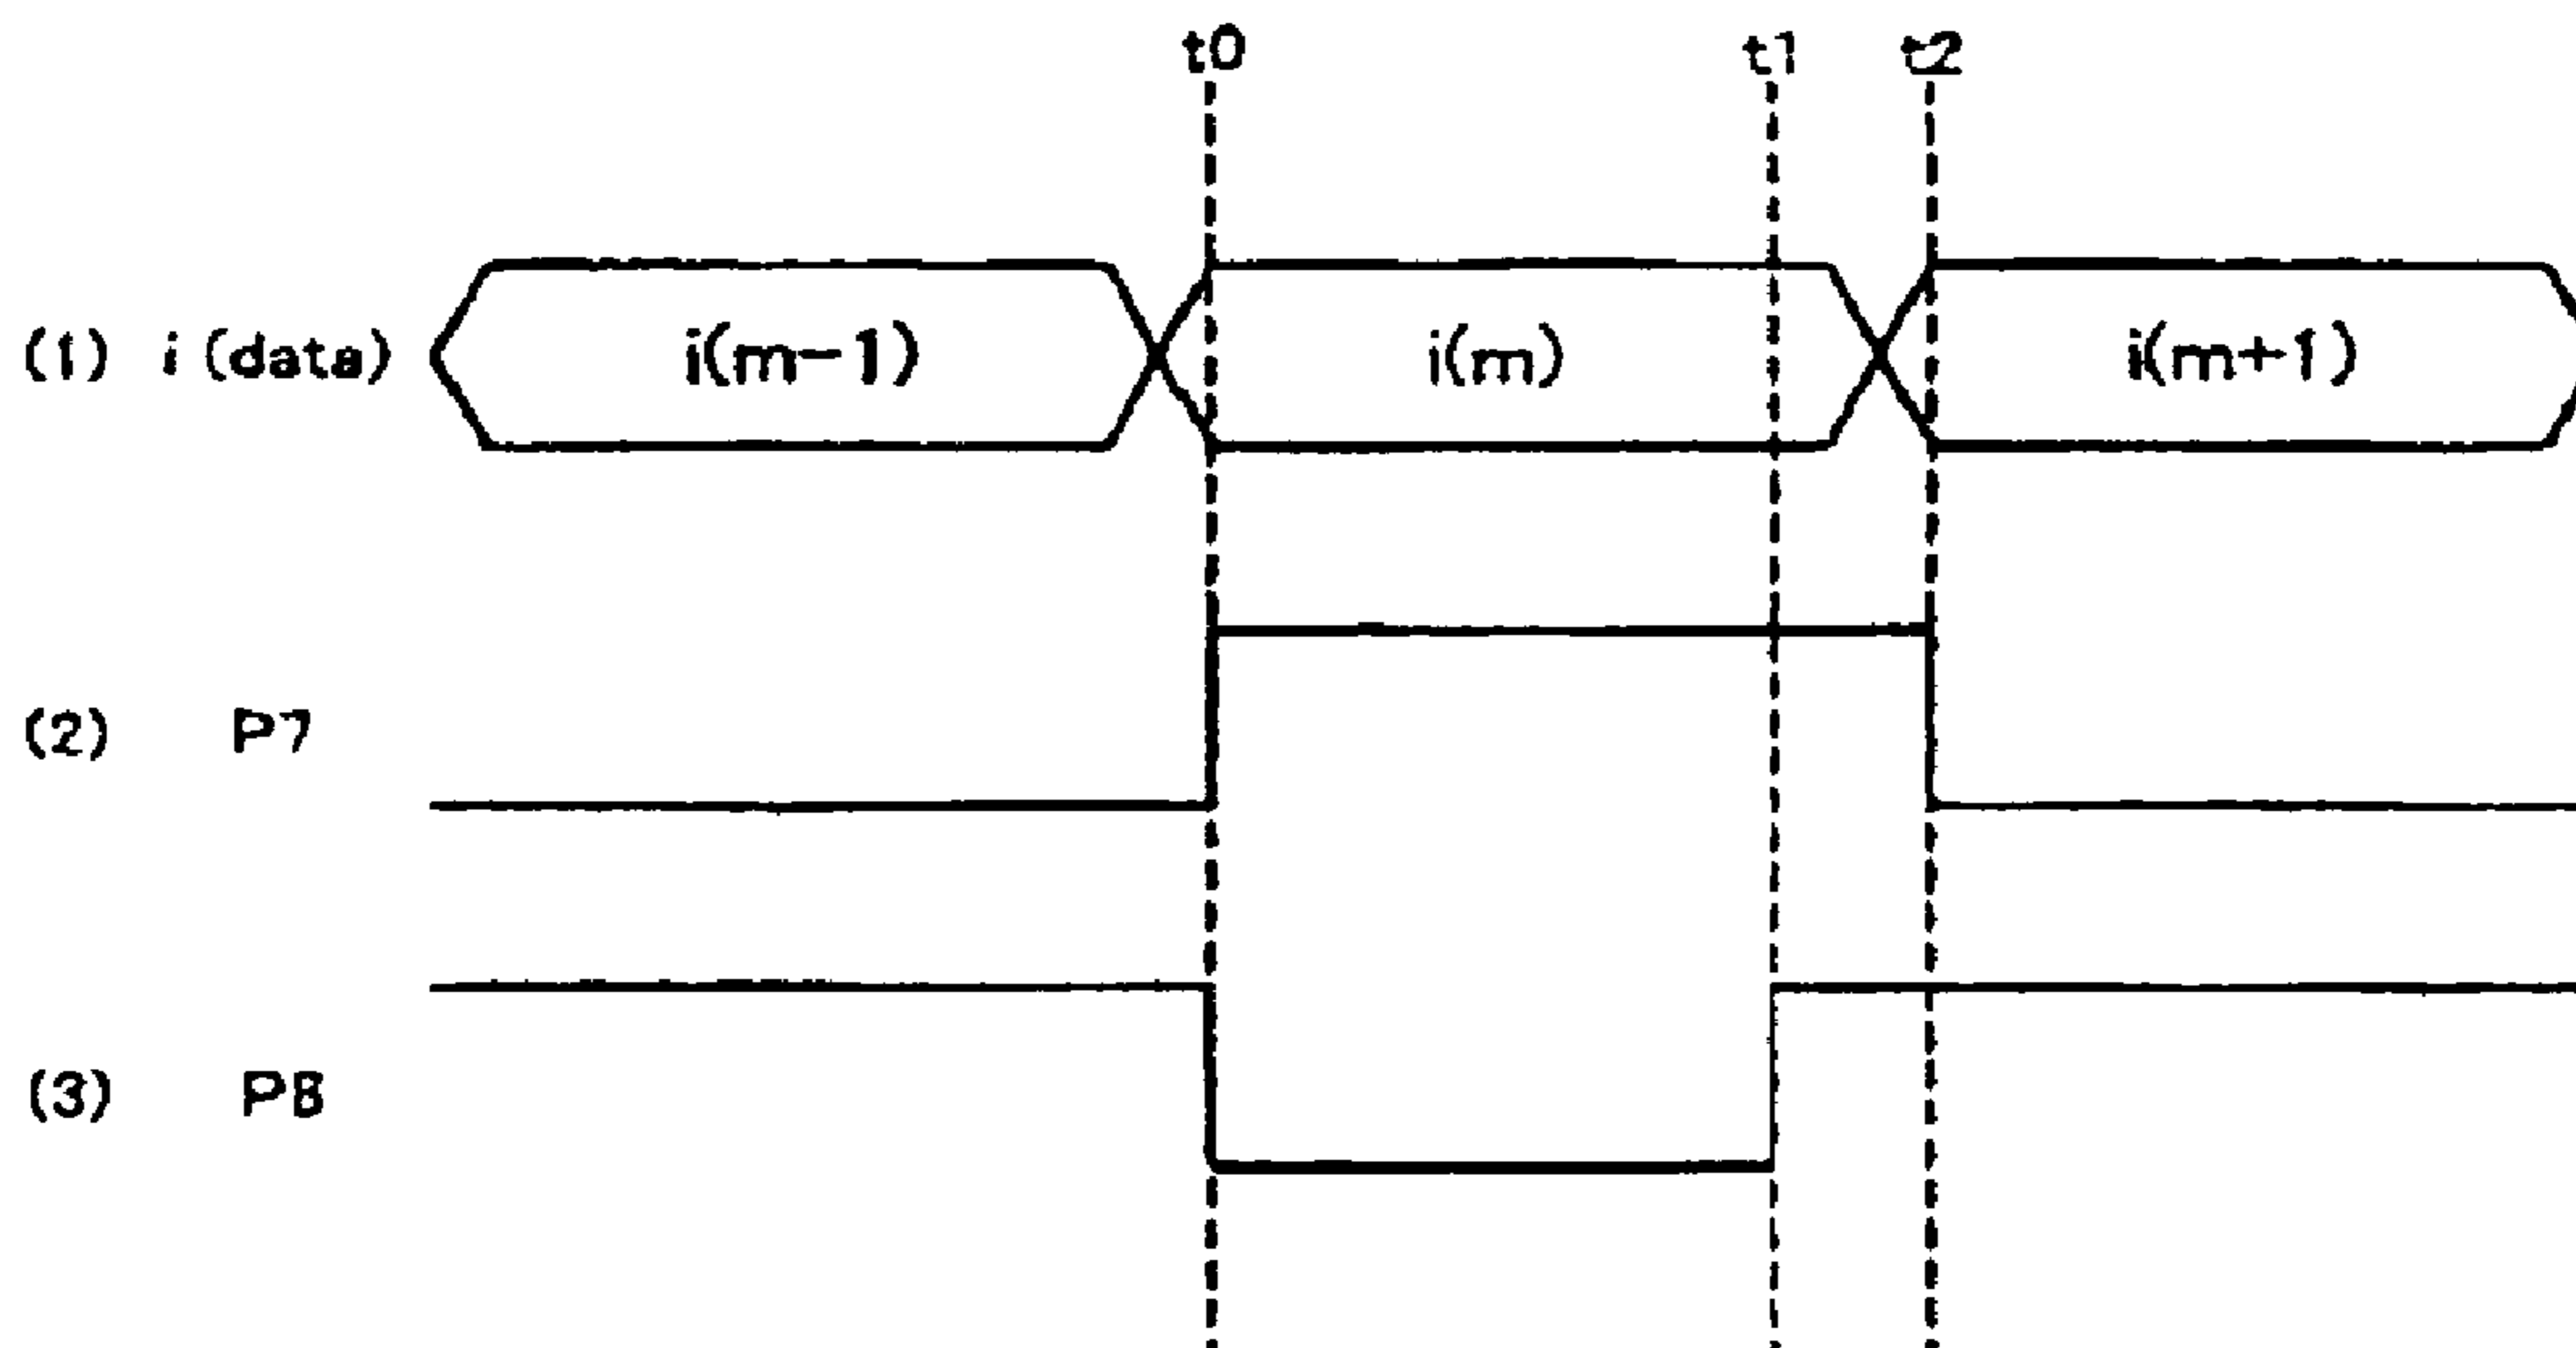 t0 t1 t2
(1) i (data) i(m-1) i(m) i(m+1)
(2) P7
(3) P8